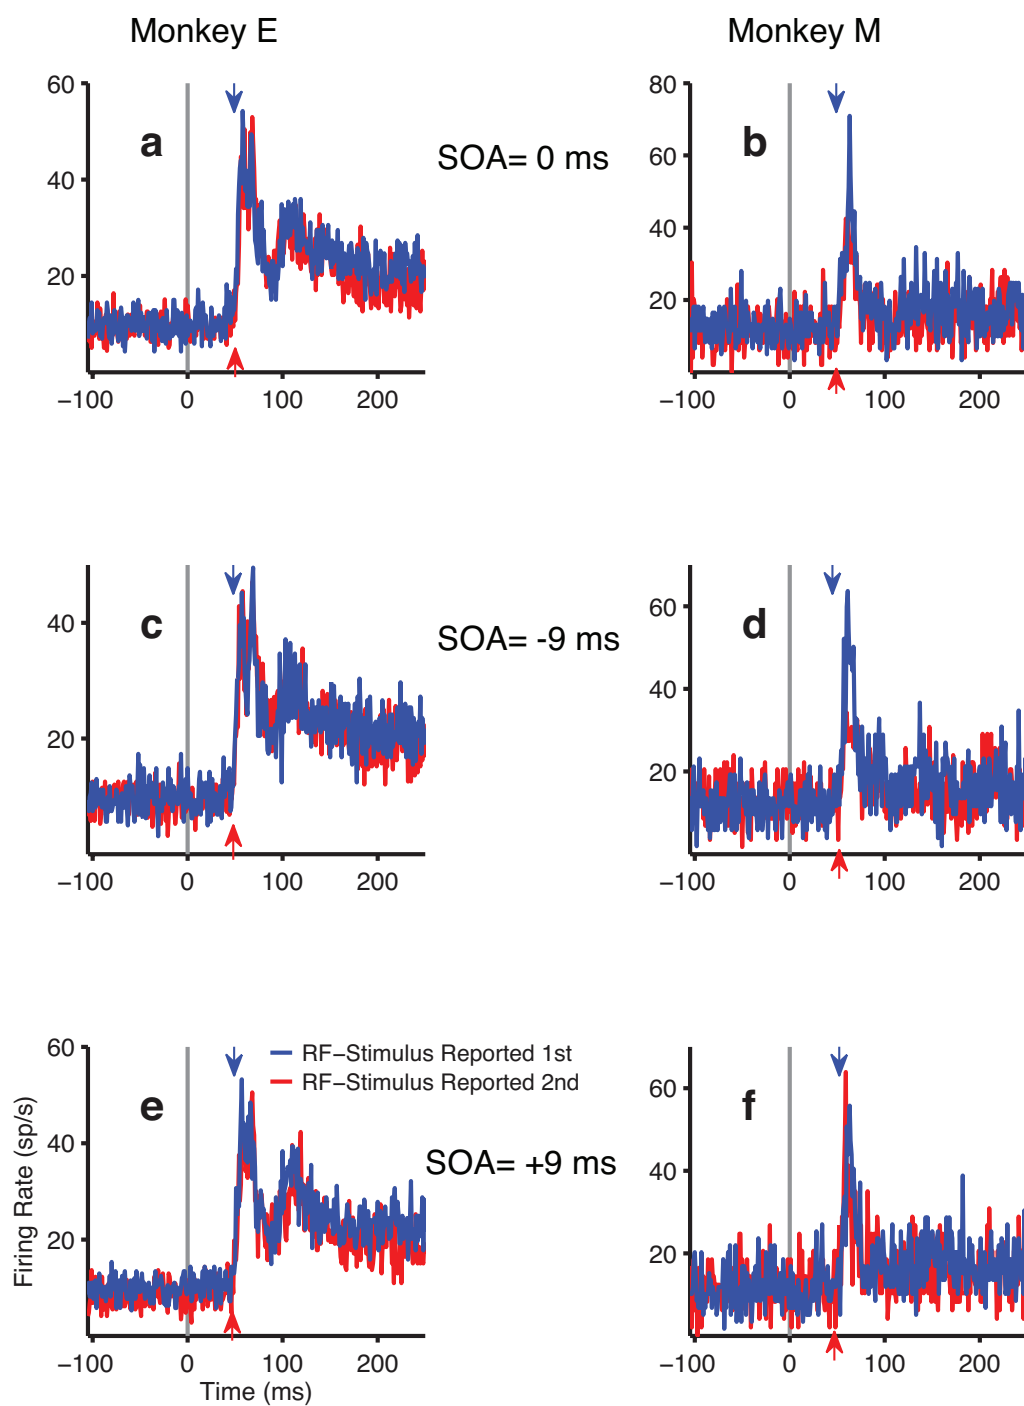 Monkey E
Monkey M
60
40
20
a
−100 0 100 200
SOA= 0 ms
80
60
40
20
b
−100 0 100 200
40
20
c
−100 0 100 200
SOA= -9 ms
60
40
20
d
−100 0 100 200
60
40
20
e
RF−Stimulus Reported 1st
RF−Stimulus Reported 2nd
Firing Rate (sp/s)
−100 0 100 200
Time (ms)
SOA= +9 ms
60
40
20
f
−100 0 100 200